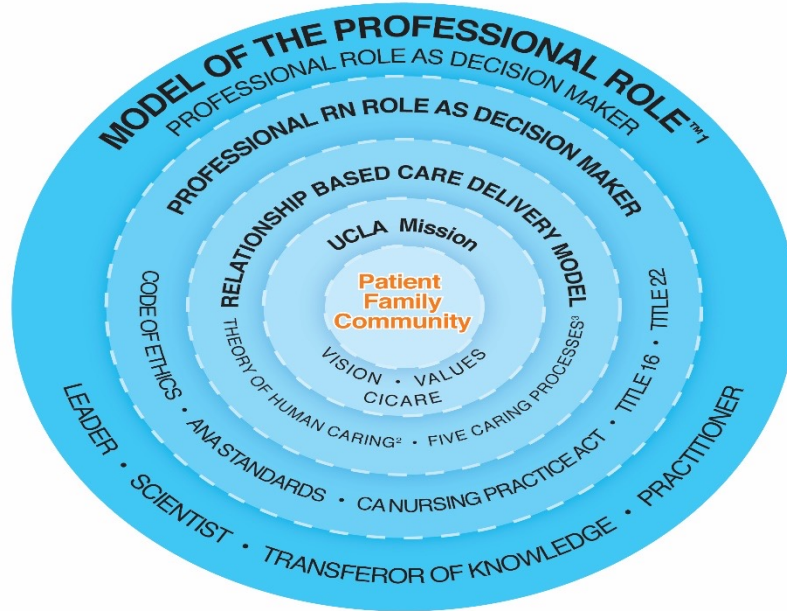 MODEL OF THE PROFESSIONAL ROLE™1
PROFESSIONAL ROLE AS DECISION MAKER
PROFESSIONAL RN ROLE AS DECISION MAKER
RELATIONSHIP BASED CARE DELIVERY MODEL
UCLA Mission
Patient
Family
Community
VISION • VALUES
CICARE
THEORY OF HUMAN CARING² • FIVE CARING PROCESSES³
CODE OF ETHICS • ANA STANDARDS • CA NURSING PRACTICE ACT • TITLE 16 • TITLE 22
LEADER • SCIENTIST • TRANSFEROR OF KNOWLEDGE • PRACTITIONER